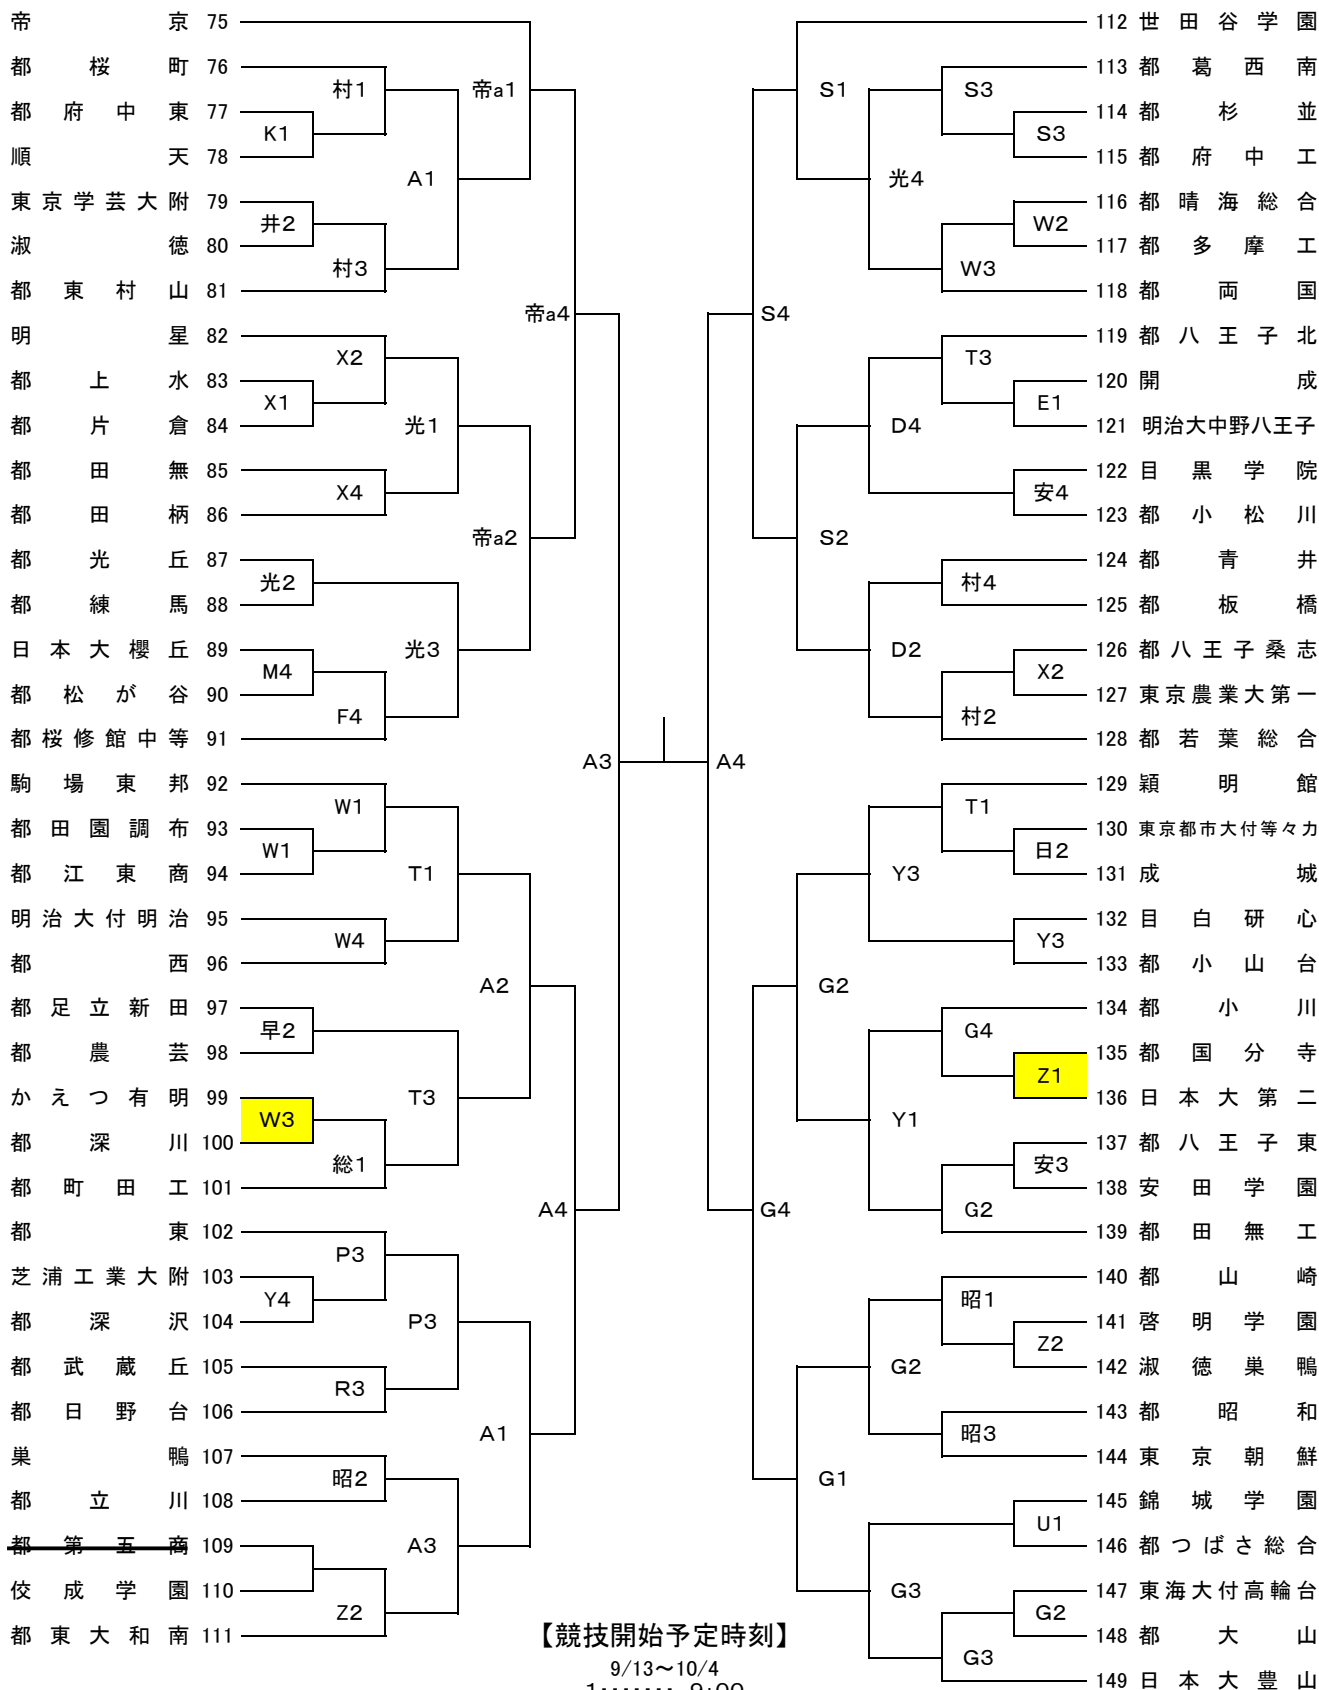 帝京 75
都桜町 76
都府中東 77
順天 78
東京学芸大附 79
淑徳 80
都東村山 81
明星 82
都上水 83
都片倉 84
都田無 85
都田柄 86
都光丘 87
都練馬 88
日本大櫻丘 89
都松が谷 90
都桜修館中等 91
駒場東邦 92
都田園調布 93
都江東商 94
明治大付明治 95
都西 96
都足立新田 97
都農芸 98
かえつ有明 99
都深川 100
都町田工 101
都東 102
芝浦工業大附 103
都深沢 104
都武蔵丘 105
都日野台 106
巣鴨 107
都立川 108
都第五商 109
佼成学園 110
都東大和南 111
村1
K1
井2
村3
X2
X1
X4
光2
M4
F4
W1
W1
W4
早2
W3
総1
P3
Y4
R3
昭2
Z2
A1
光1
光3
T1
T3
P3
A3
帝a1
帝a2
A2
A1
帝a4
A4
A3
A4
S4
G4
S1
S2
G2
G1
光4
D4
D2
Y3
Y1
G2
G3
S3
S3
W2
W3
T3
E1
安4
村4
X2
村2
T1
日2
Y3
G4
Z1
安3
G2
昭1
Z2
昭3
U1
G2
G3
112 世田谷学園
113 都葛西南
114 都杉並
115 都府中工
116 都晴海総合
117 都多摩工
118 都両国
119 都八王子北
120 開成
121 明治大中野八王子
122 目黒学院
123 都小松川
124 都青井
125 都板橋
126 都八王子桑志
127 東京農業大第一
128 都若葉総合
129 穎明館
130 東京都市大付等々力
131 成城
132 目白研心
133 都小山台
134 都小川
135 都国分寺
136 日本大第二
137 都八王子東
138 安田学園
139 都田無工
140 都山崎
141 啓明学園
142 淑徳巣鴨
143 都昭和
144 東京朝鮮
145 錦城学園
146 都つばさ総合
147 東海大付高輪台
148 都大山
149 日本大豊山
【競技開始予定時刻】
9/13～10/4
1‥‥‥‥ 9:00